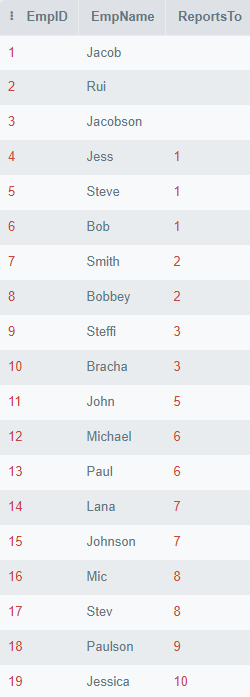 EmpID EmpName ReportsTo
1 Jacob
2 Rui
3 Jacobson
4 Jess 1
5 Steve 1
6 Bob 1
7 Smith 2
8 Bobbey 2
9 Steffi 3
10 Bracha 3
11 John 5
12 Michael 6
13 Paul 6
14 Lana 7
15 Johnson 7
16 Mic 8
17 Stev 8
18 Paulson 9
19 Jessica 10